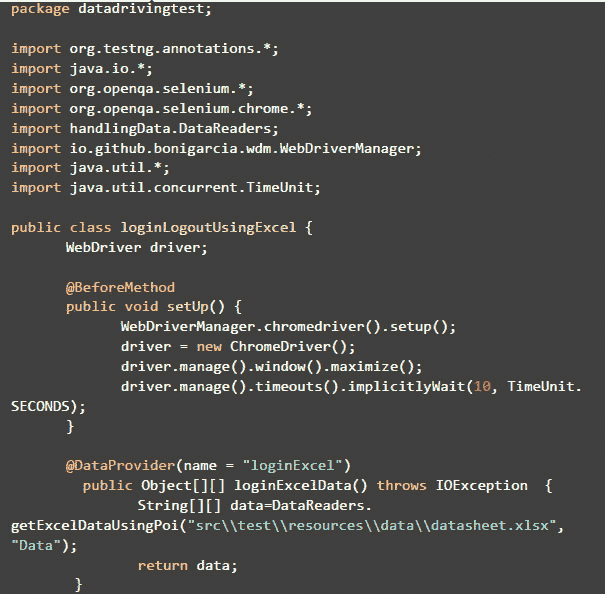 package datadrivingtest;
import org.testng.annotations.*;
import java.io.*;
import org.openqa.selenium.*;
import org.openqa.selenium.chrome.*;
import handlingData.DataReaders;
import io.github.bonigarcia.wdm.WebDriverManager;
import java.util.*;
import java.util.concurrent.TimeUnit;
public class loginLogoutUsingExcel {
WebDriver driver;
@BeforeMethod
public void setUp() {
WebDriverManager.chromedriver().setup();
driver = new ChromeDriver();
driver.manage().window().maximize();
driver.manage().timeouts().implicitlyWait(10, TimeUnit.
SECONDS);
}
@DataProvider(name = "loginExcel")
public Object[][] loginExcelData() throws IOException {
String[][] data=DataReaders.
getExcelDataUsingPoi("src\\test\\resources\\data\\datasheet.xlsx",
"Data");
return data;
}